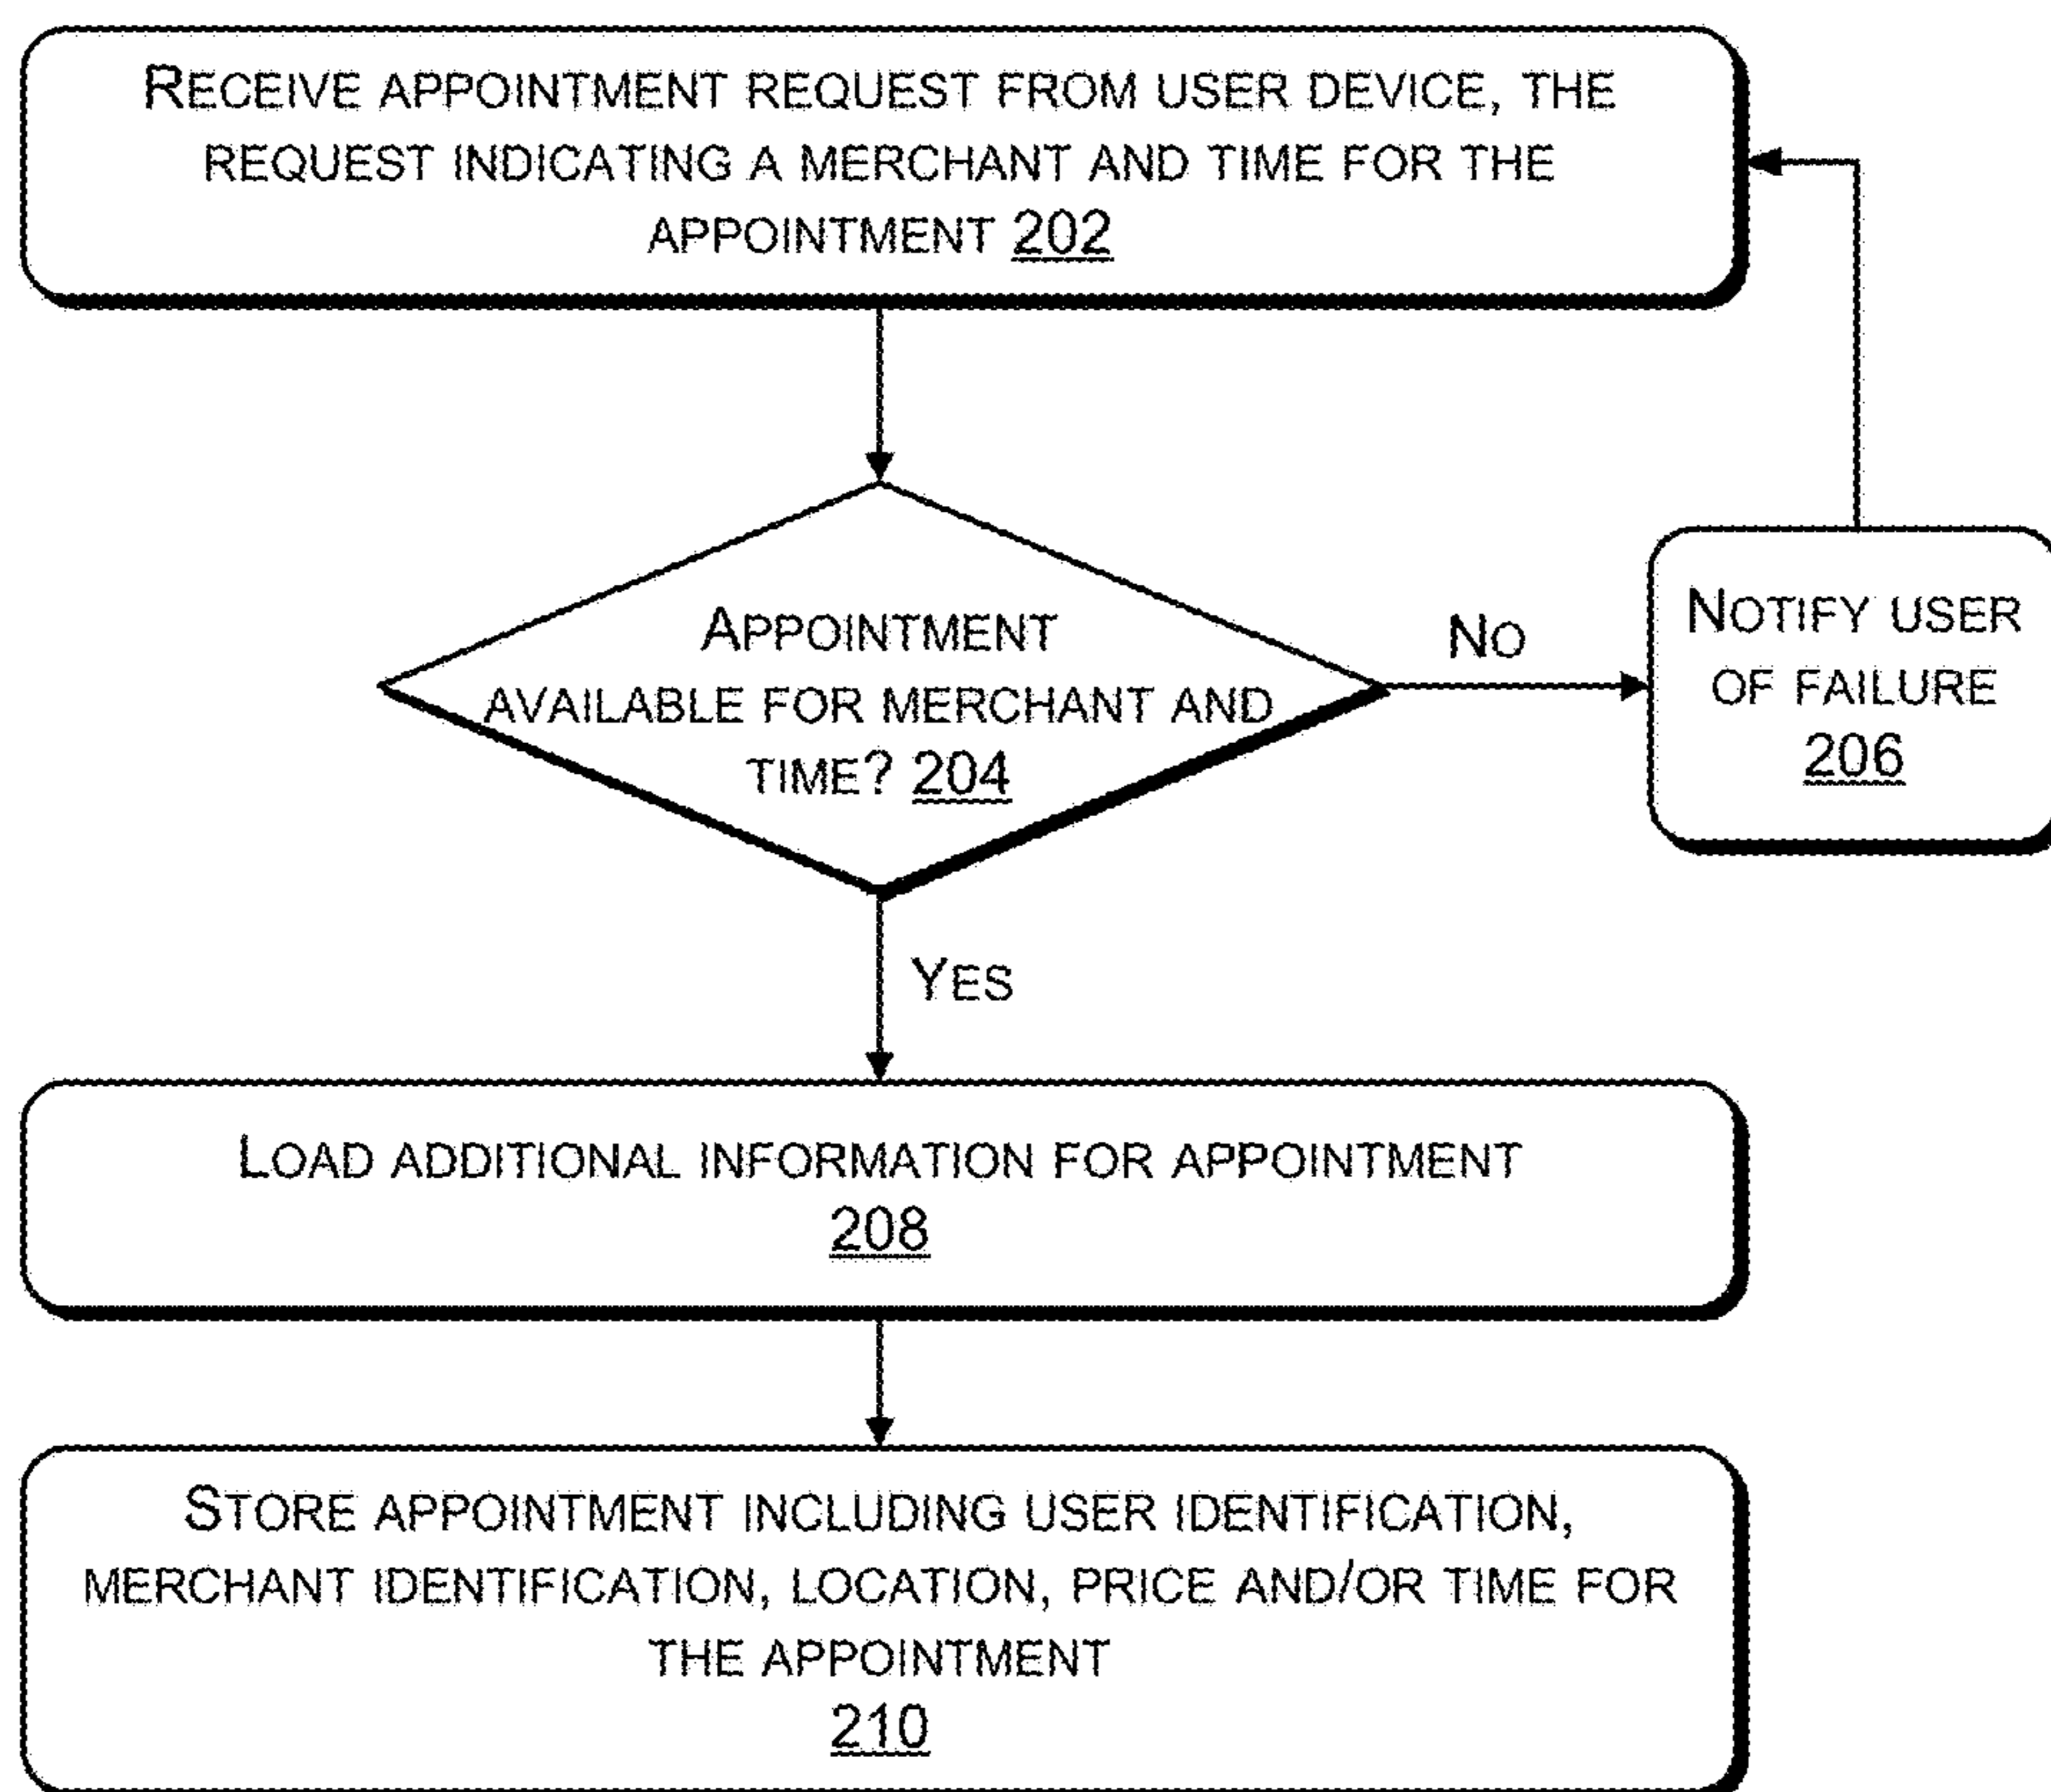 RECEIVE APPOINTMENT REQUEST FROM USER DEVICE, THE
REQUEST INDICATING A MERCHANT AND TIME FOR THE
APPOINTMENT 202
APPOINTMENT
AVAILABLE FOR MERCHANT AND
TIME? 204
NO
NOTIFY USER
OF FAILURE
206
YES
LOAD ADDITIONAL INFORMATION FOR APPOINTMENT
208
STORE APPOINTMENT INCLUDING USER IDENTIFICATION,
MERCHANT IDENTIFICATION, LOCATION, PRICE AND/OR TIME FOR
THE APPOINTMENT
210